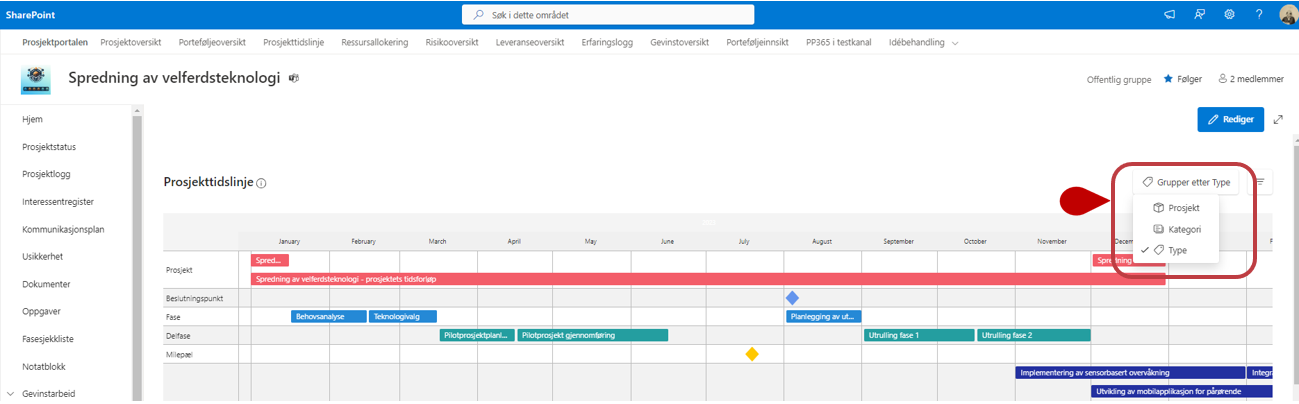 SharePoint
Søk i dette området
?
Prosjektportalen Prosjektoversikt Porteføljeoversikt Prosjekttidslinje Ressursallokering Risikooversikt Leveranseoversikt Erfaringslogg Gevinstoversikt Porteføljeinnsikt PP365 i testkanal Idébehandling
Spredning av velferdsteknologi
Offentlig gruppe Følger 2 medlemmer
Hjem
Prosjektstatus
Prosjektlogg
Interessentregister
Kommunikasjonsplan
Usikkerhet
Dokumenter
Oppgaver
Fasesjekkliste
Notatblokk
Gevinstarbeid
Rediger
Prosjekttidslinje
Grupper etter Type
Prosjekt
Kategori
Type
January February March April May June July August September October November Decem
Prosjekt
Spred...
Spredning
Spredning av velferdsteknologi - prosjektets tidsforløp
Beslutningspunkt
Fase
Behovsanalyse Teknologivalg Planlegging av ut...
Delfase
Pilotprosjektplanl... Pilotprosjekt gjennomføring Utrulling fase 1 Utrulling fase 2
Milepæl
Implementering av sensorbasert overvåkning Integra
Utvikling av mobilapplikasjon for pårørende